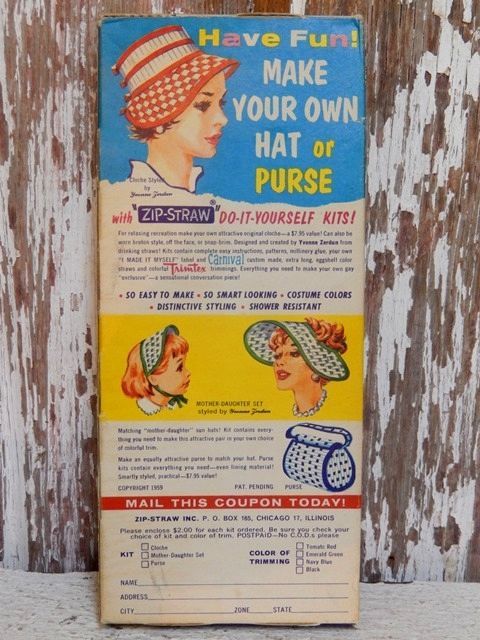 Have Fun!
MAKE
YOUR OWN
HAT or
PURSE
Cloche Styled
by
Yvonne Zerdun
with "ZIP-STRAW" DO-IT-YOURSELF KITS!
For relaxing recreation make your own attractive original cloche—a $7.95 value! Can also be
worn breton style, off the face, or snap-brim. Designed and created by Yvonne Zerdun from
drinking straws! Kits contain complete easy instructions, patterns, millinery glue, your own
"I MADE IT MYSELF" label and Carnival custom made, extra long, eggshell color
straws and colorful Trimtex trimmings. Everything you need to make your own gay
"exclusive"—a sensational conversation piece!
• SO EASY TO MAKE • SO SMART LOOKING • COSTUME COLORS
• DISTINCTIVE STYLING • SHOWER RESISTANT
MOTHER-DAUGHTER SET
styled by Yvonne Zerdun
Matching "mother-daughter" sun hats! Kit contains every-
thing you need to make this attractive pair in your own choice
of colorful trim.
Make an equally attractive purse to match your hat. Purse
kits contain everything you need—even lining material!
Smartly styled, practical—$7.95 value!
COPYRIGHT 1959 PAT. PENDING PURSE
MAIL THIS COUPON TODAY!
ZIP-STRAW INC. P. O. BOX 185, CHICAGO 17, ILLINOIS
Please enclose $2.00 for each kit ordered. Be sure you check your
choice of kit and color of trim. POSTPAID—No C.O.D.s please
KIT Cloche Mother-Daughter Set Purse
COLOR OF TRIMMING Tomato Red Emerald Green Navy Blue Black
NAME
ADDRESS
CITY ZONE STATE